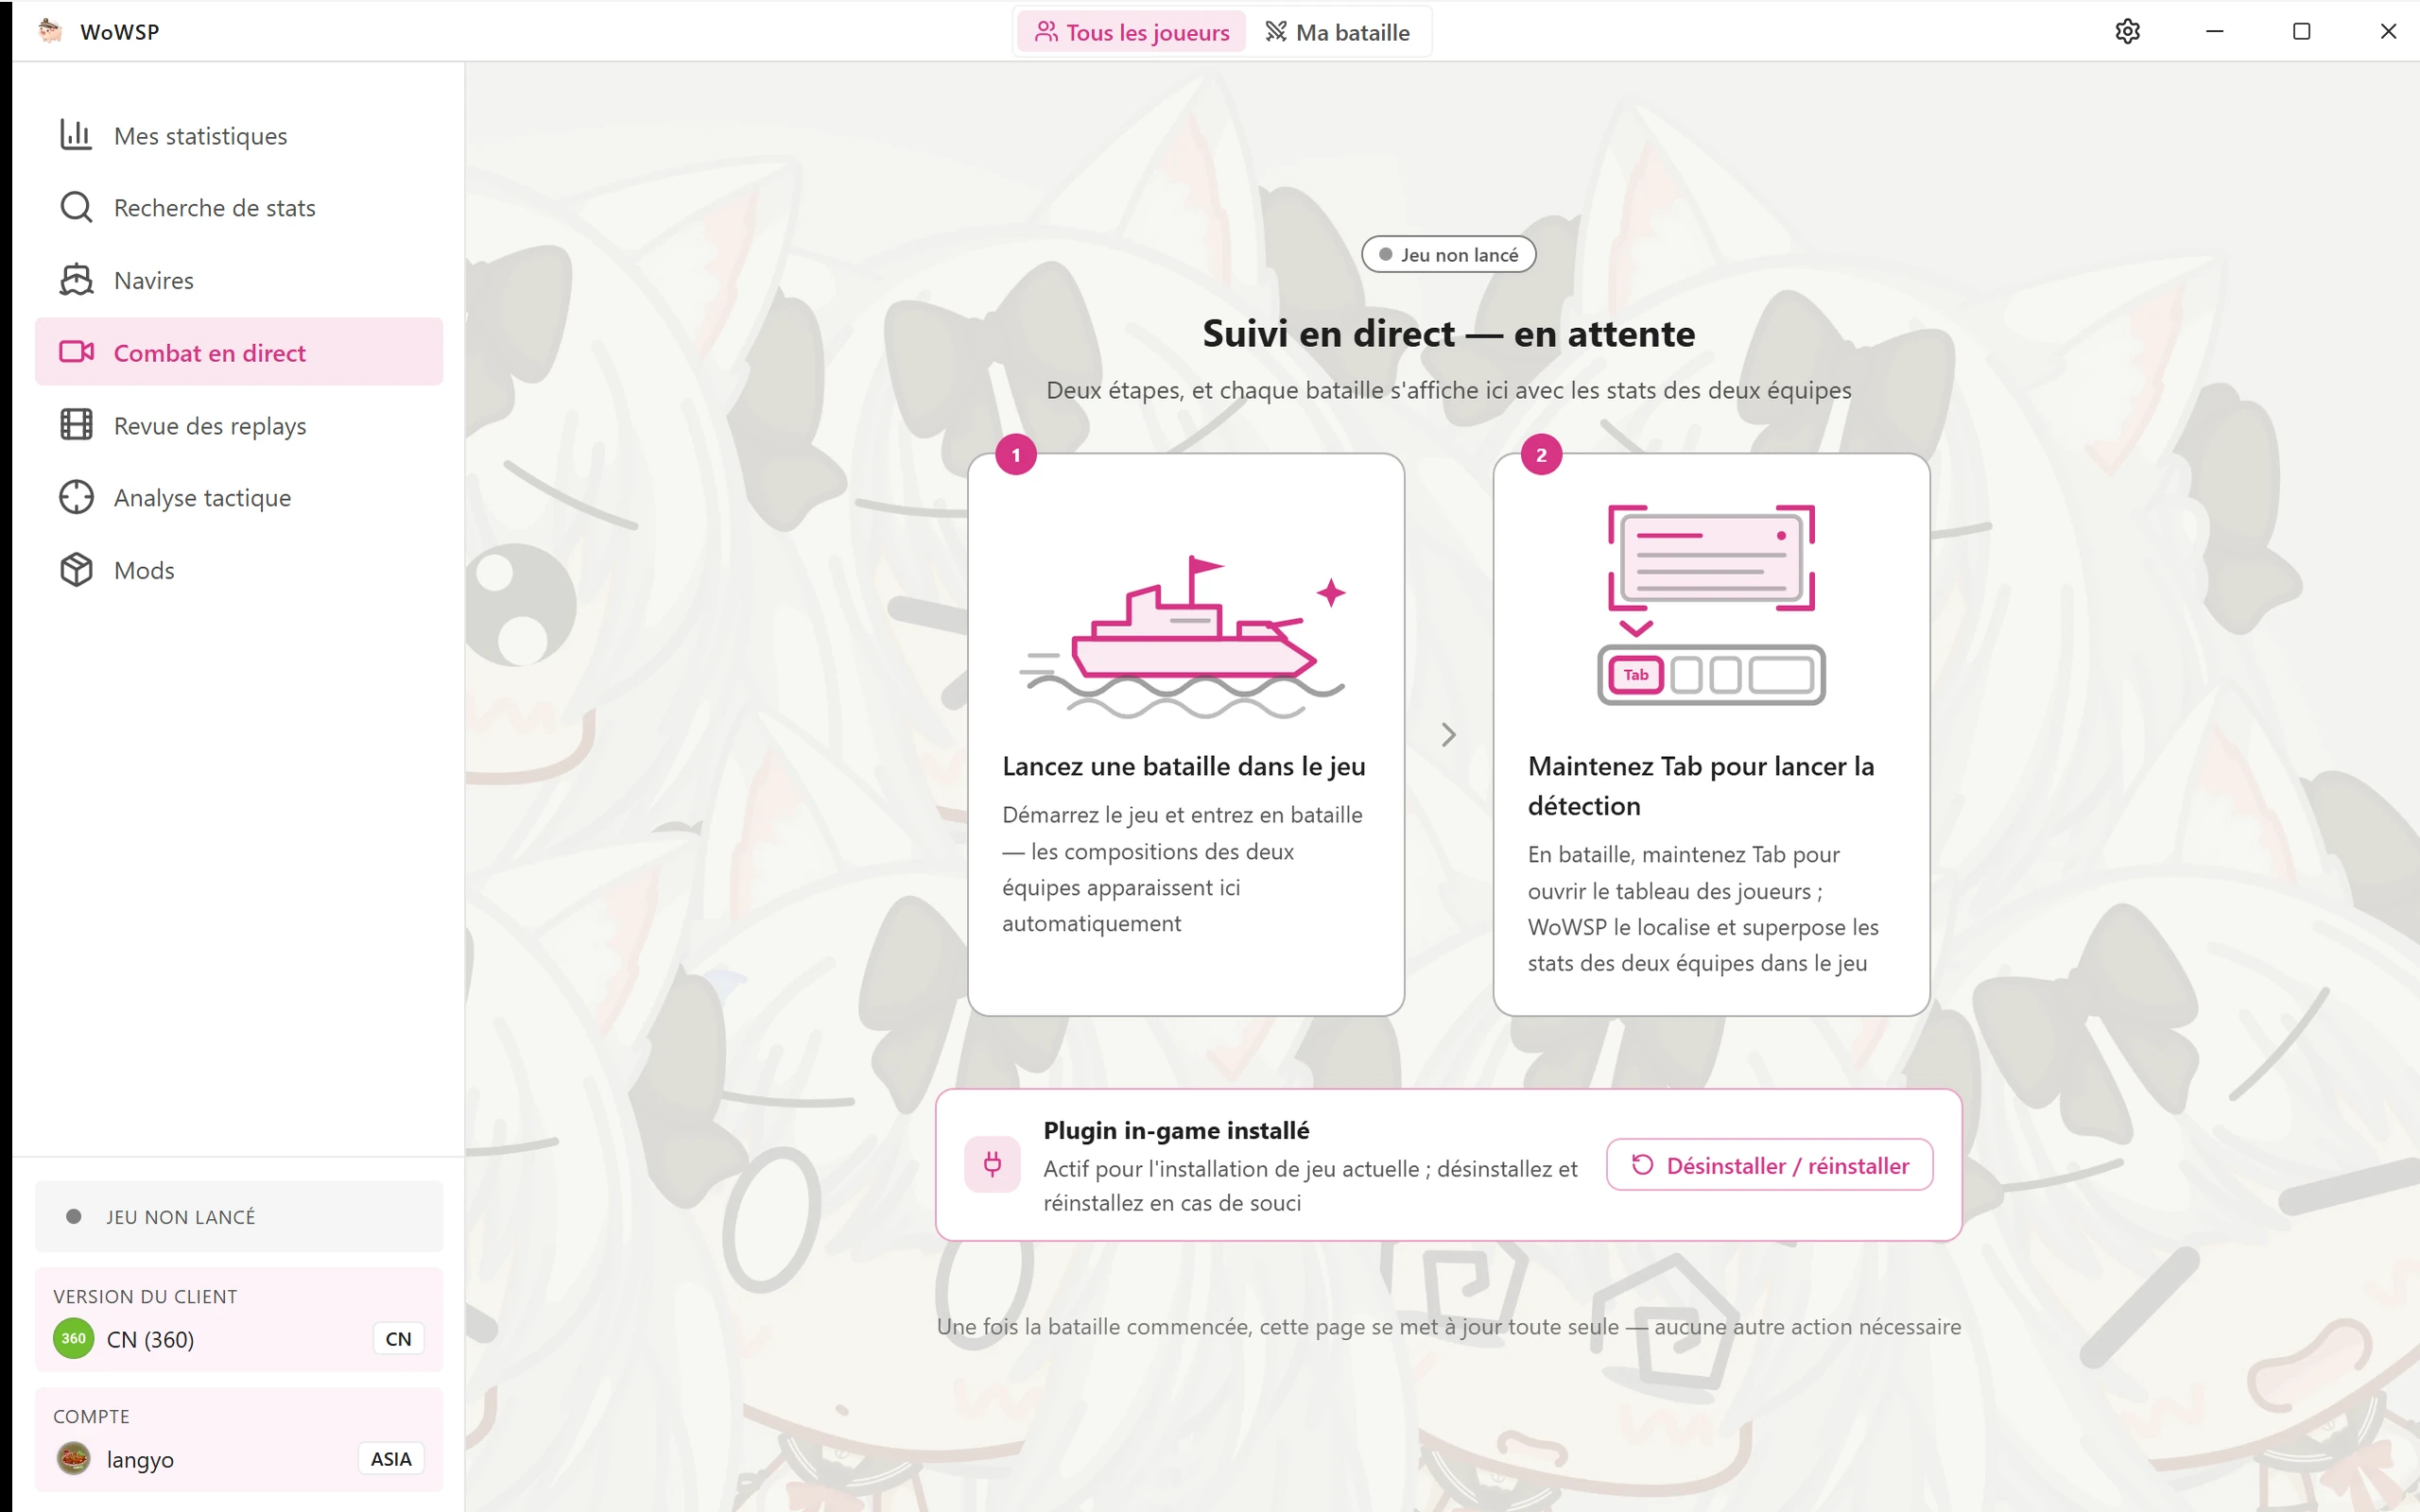 WoWSP
Tous les joueurs
Ma bataille
Mes statistiques
Recherche de stats
Navires
Combat en direct
Revue des replays
Analyse tactique
Mods
Jeu non lancé
Suivi en direct — en attente
Deux étapes, et chaque bataille s'affiche ici avec les stats des deux équipes
1
Lancez une bataille dans le jeu
Démarrez le jeu et entrez en bataille
— les compositions des deux
équipes apparaissent ici
automatiquement
2
Tab
Maintenez Tab pour lancer la
détection
En bataille, maintenez Tab pour
ouvrir le tableau des joueurs ;
WoWSP le localise et superpose les
stats des deux équipes dans le jeu
Plugin in-game installé
Actif pour l'installation de jeu actuelle ; désinstallez et
réinstallez en cas de souci
Désinstaller / réinstaller
Une fois la bataille commencée, cette page se met à jour toute seule — aucune autre action nécessaire
JEU NON LANCÉ
VERSION DU CLIENT
360
CN (360)
CN
COMPTE
langyo
ASIA